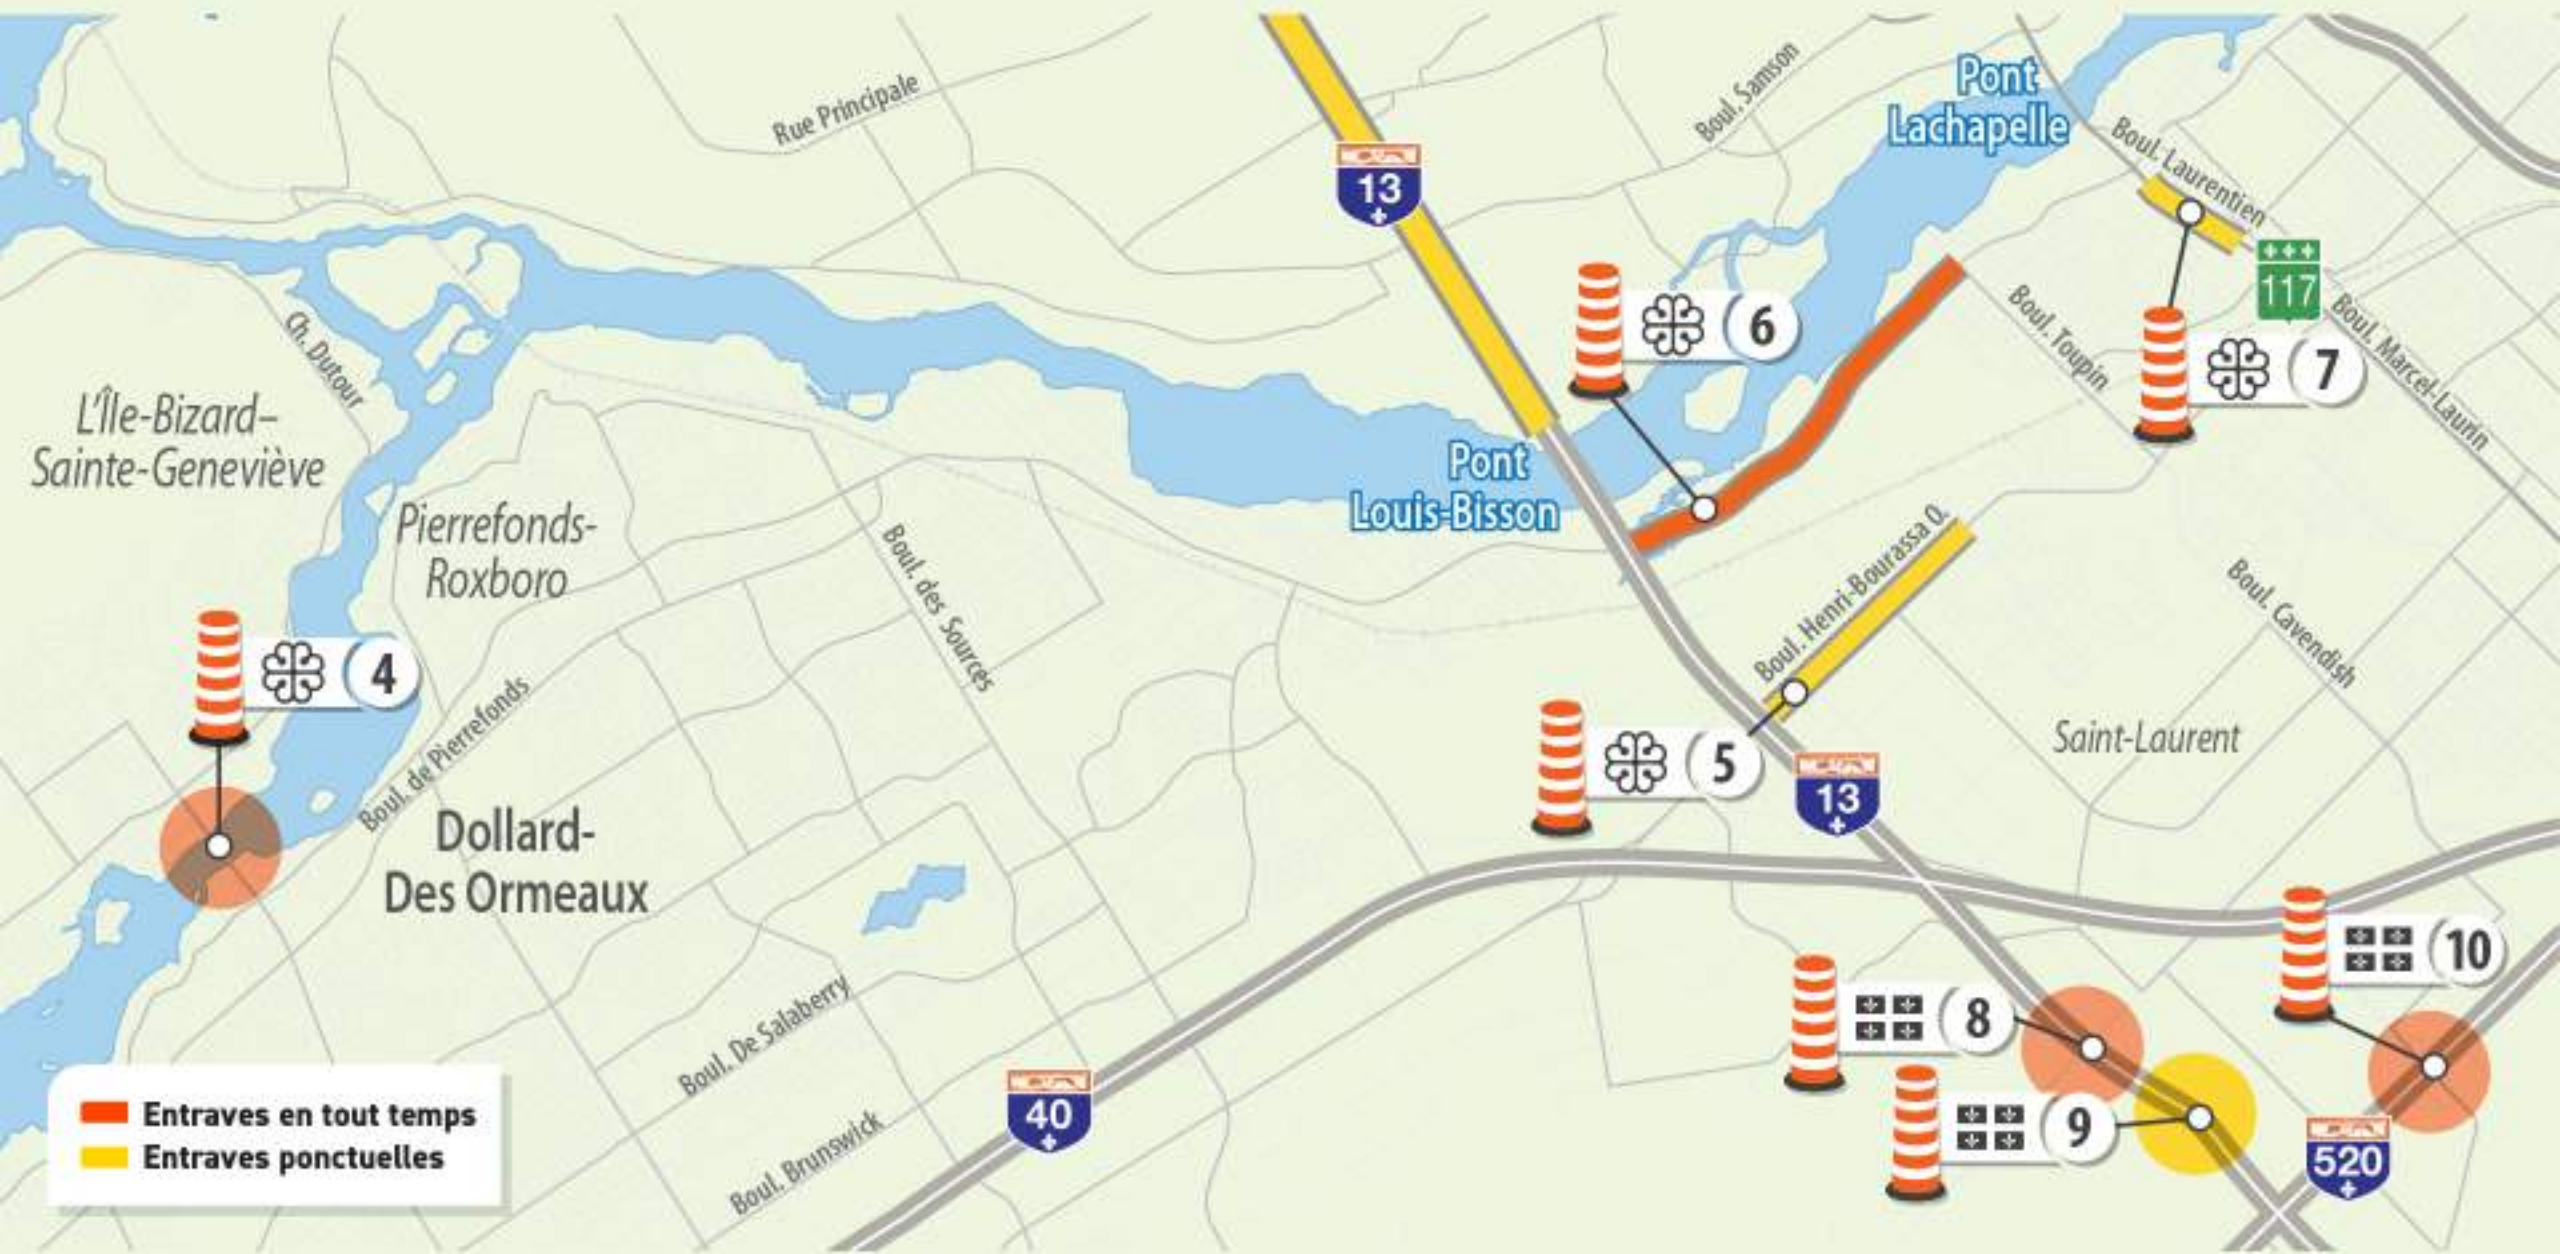 Pont
Lachapelle
Boul. Samson
Rue Principale
Boul. Laurentien
13
117
6
7
Boul. Toupin
Boul. Marcel-Laurin
Ch. Dutour
L'Île-Bizard–
Sainte-Geneviève
Pont
Louis-Bisson
Pierrefonds-
Roxboro
Boul. des Sources
Boul. Henri-Bourassa O.
Boul. Cavendish
4
5
13
Saint-Laurent
Boul. de Pierrefonds
Dollard-
Des Ormeaux
10
8
9
Boul. De Salaberry
40
520
Boul. Brunswick
Entraves en tout temps
Entraves ponctuelles